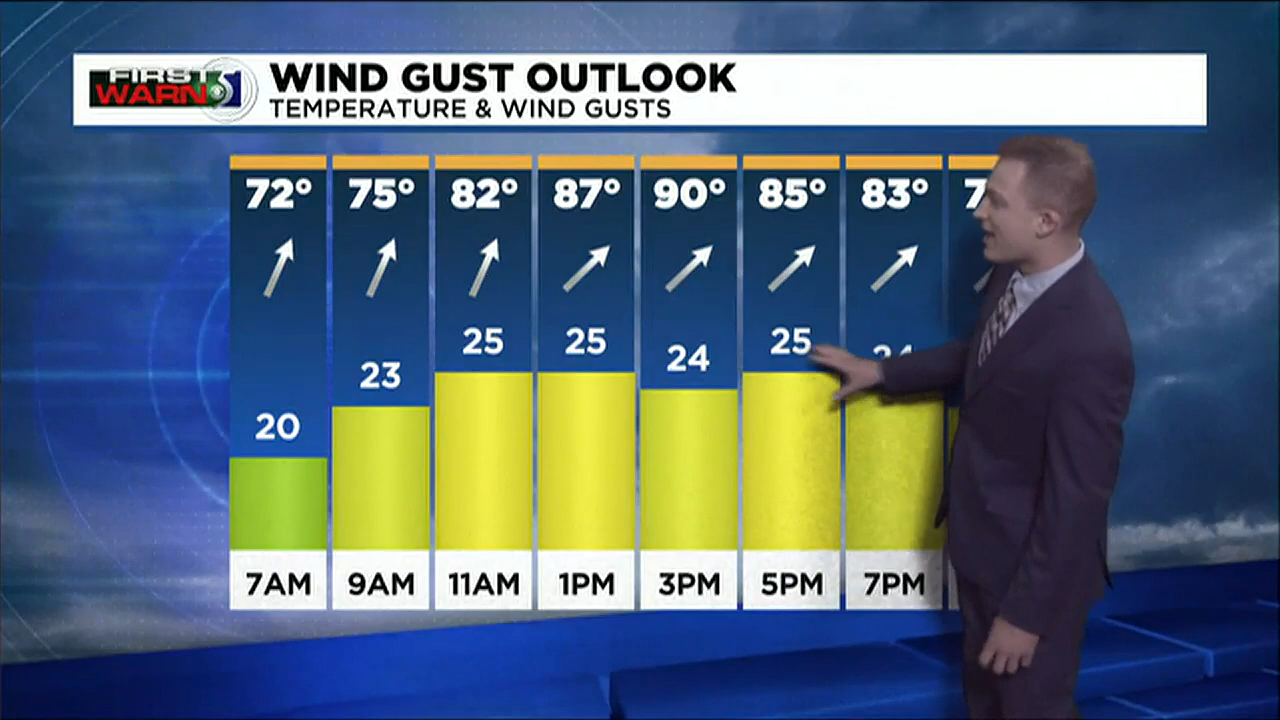 FIRST
WARN 5
WIND GUST OUTLOOK
TEMPERATURE & WIND GUSTS
72° 75° 82° 87° 90° 85° 83°
20 23 25 25 24 25 24
7AM 9AM 11AM 1PM 3PM 5PM 7PM